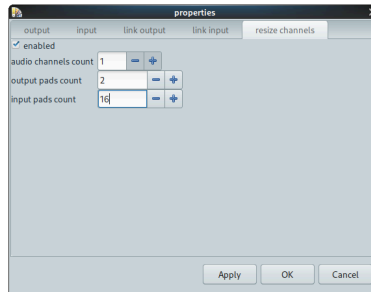 properties
output input link output link input resize channels
enabled
audio channels count 1
output pads count 2
input pads count 16
Apply OK Cancel